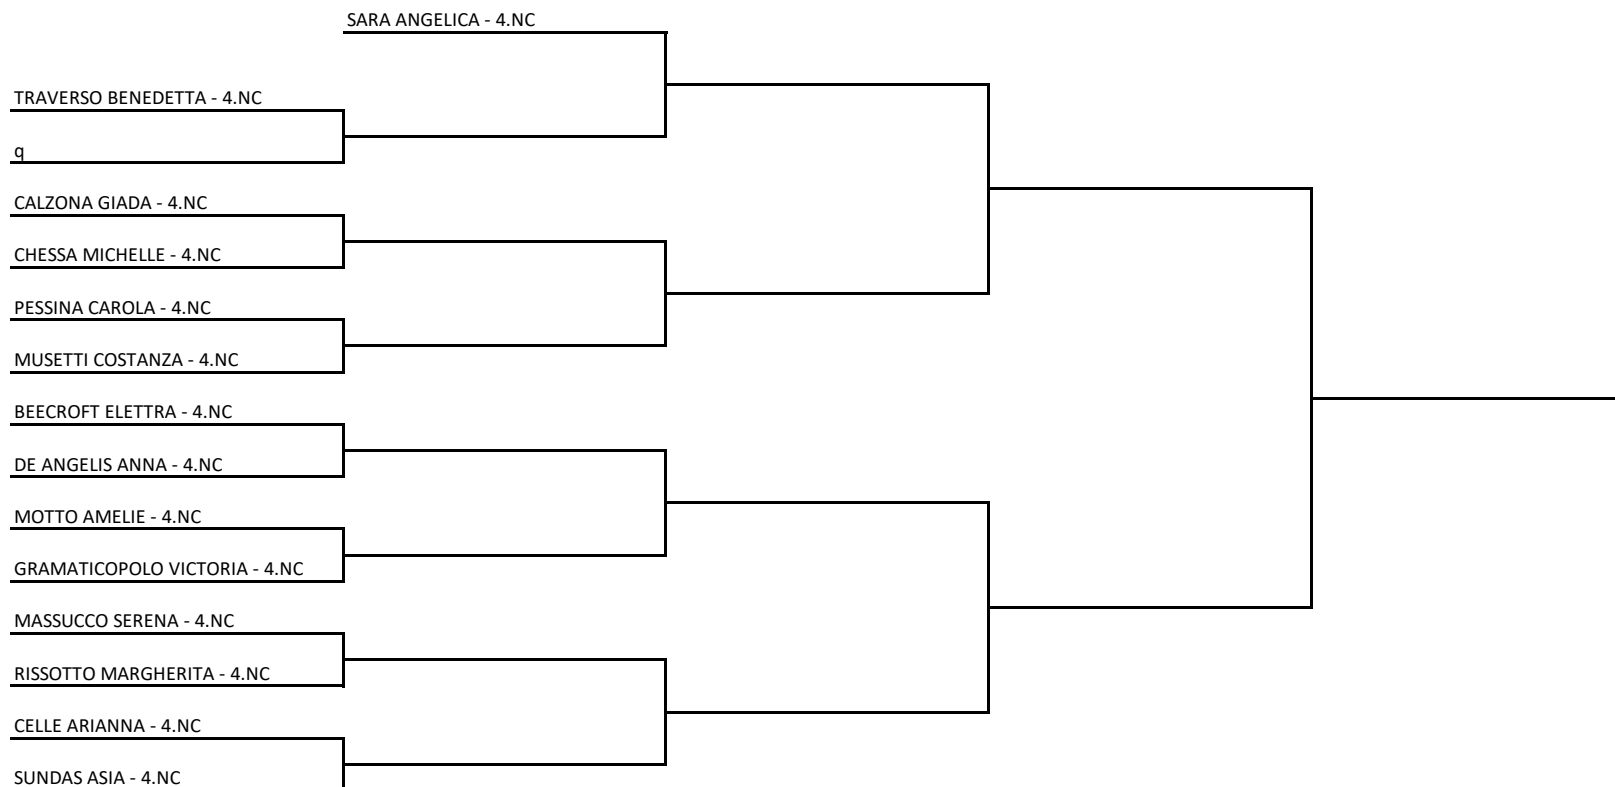 SARA ANGELICA - 4.NC
TRAVERSO BENEDETTA - 4.NC
q
CALZONA GIADA - 4.NC
CHESSA MICHELLE - 4.NC
PESSINA CAROLA - 4.NC
MUSETTI COSTANZA - 4.NC
BEECROFT ELETTRA - 4.NC
DE ANGELIS ANNA - 4.NC
MOTTO AMELIE - 4.NC
GRAMATICOPOLO VICTORIA - 4.NC
MASSUCCO SERENA - 4.NC
RISSOTTO MARGHERITA - 4.NC
CELLE ARIANNA - 4.NC
SUNDAS ASIA - 4.NC